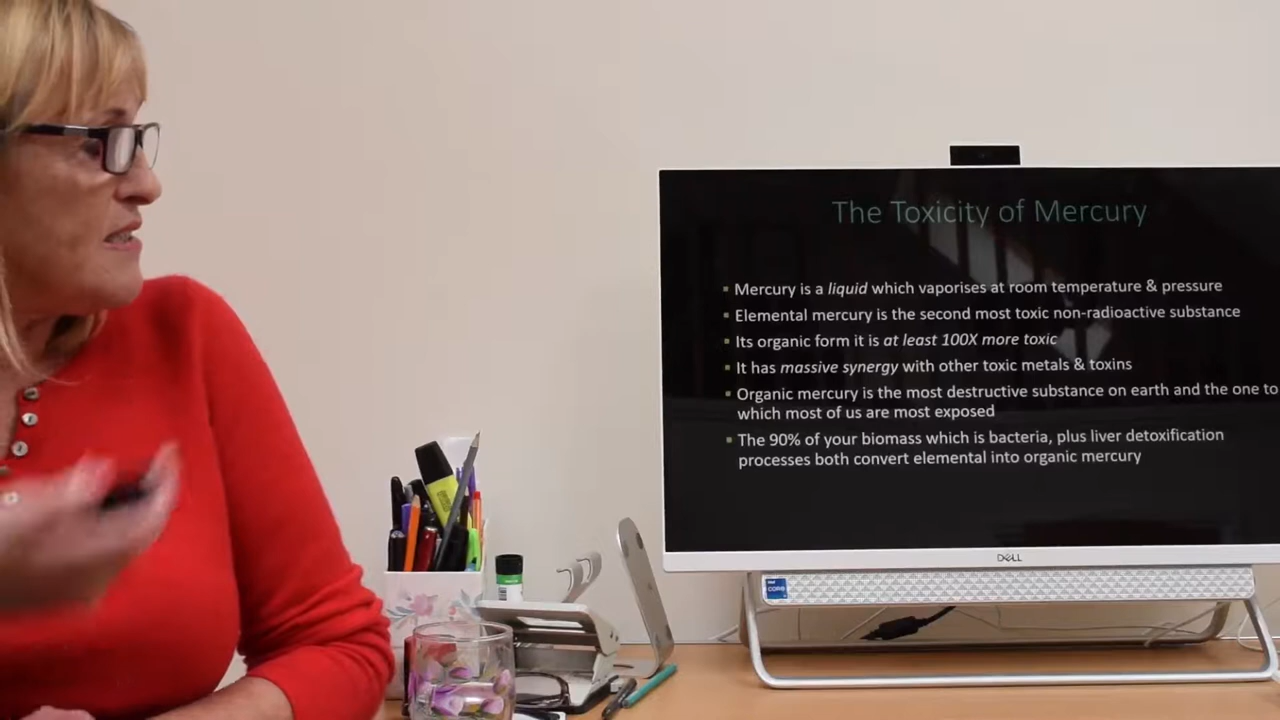 The Toxicity of Mercury
Mercury is a liquid which vaporises at room temperature & pressure
Elemental mercury is the second most toxic non-radioactive substance
Its organic form it is at least 100X more toxic
It has massive synergy with other toxic metals & toxins
Organic mercury is the most destructive substance on earth and the one to
which most of us are most exposed
The 90% of your biomass which is bacteria, plus liver detoxification
processes both convert elemental into organic mercury
DELL
CORE